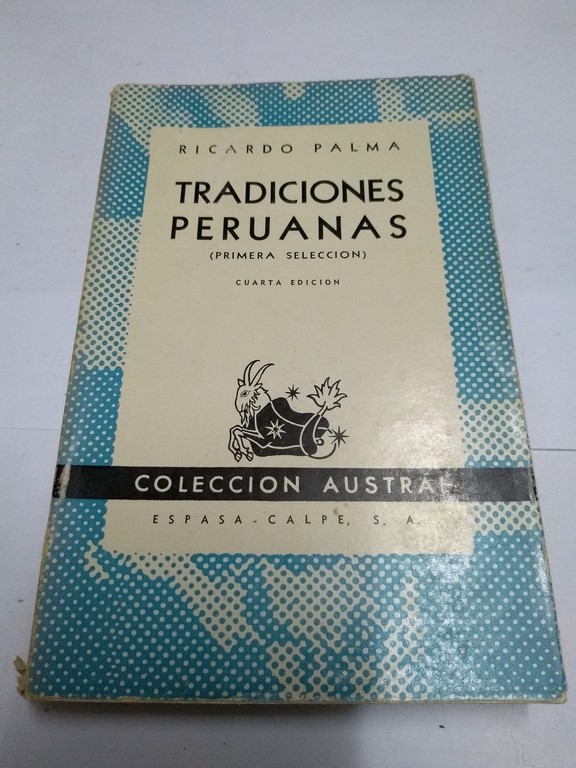 RICARDO PALMA
TRADICIONES
PERUANAS
(PRIMERA SELECCION)
CUARTA EDICION
COLECCION AUSTRAL
ESPASA-CALPE, S. A.